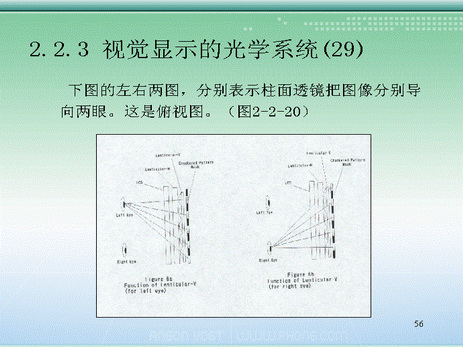 2.2.3 视觉显示的光学系统(29)
下图的左右两图，分别表示柱面透镜把图像分别导
向两眼。这是俯视图。（图2-2-20）
Lenticular-V
Checkered Pattern
Mask
Lenticular-H
LCD
Left Eye
Right Eye
Figure 6a
Function of Lenticular-V
(for left eye)
Lenticular V
Checkered Pattern
Mask
Lenticular-H
LCD
Left Eye
Right Eye
Figure 6b
Function of Lenticular V
(for right eye)
56